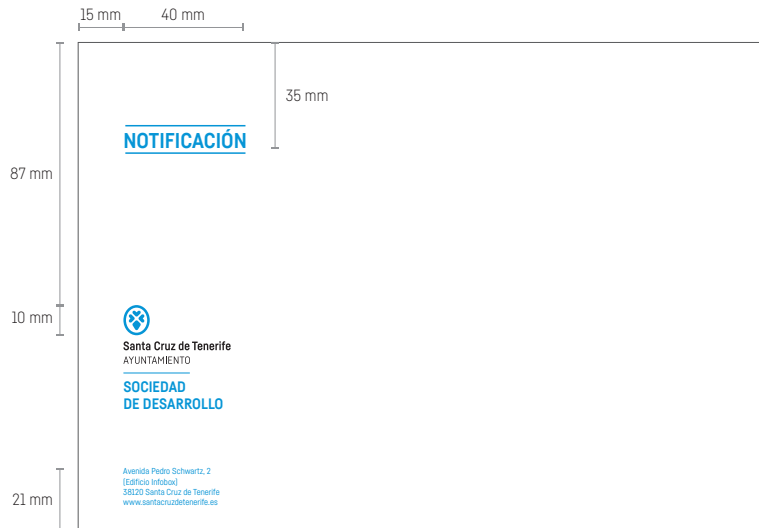 15 mm
40 mm
35 mm
NOTIFICACIÓN
87 mm
10 mm
Santa Cruz de Tenerife
AYUNTAMIENTO
SOCIEDAD
DE DESARROLLO
Avenida Pedro Schwartz, 2
(Edificio Infobox)
38120 Santa Cruz de Tenerife
www.santacruzdetenerife.es
21 mm